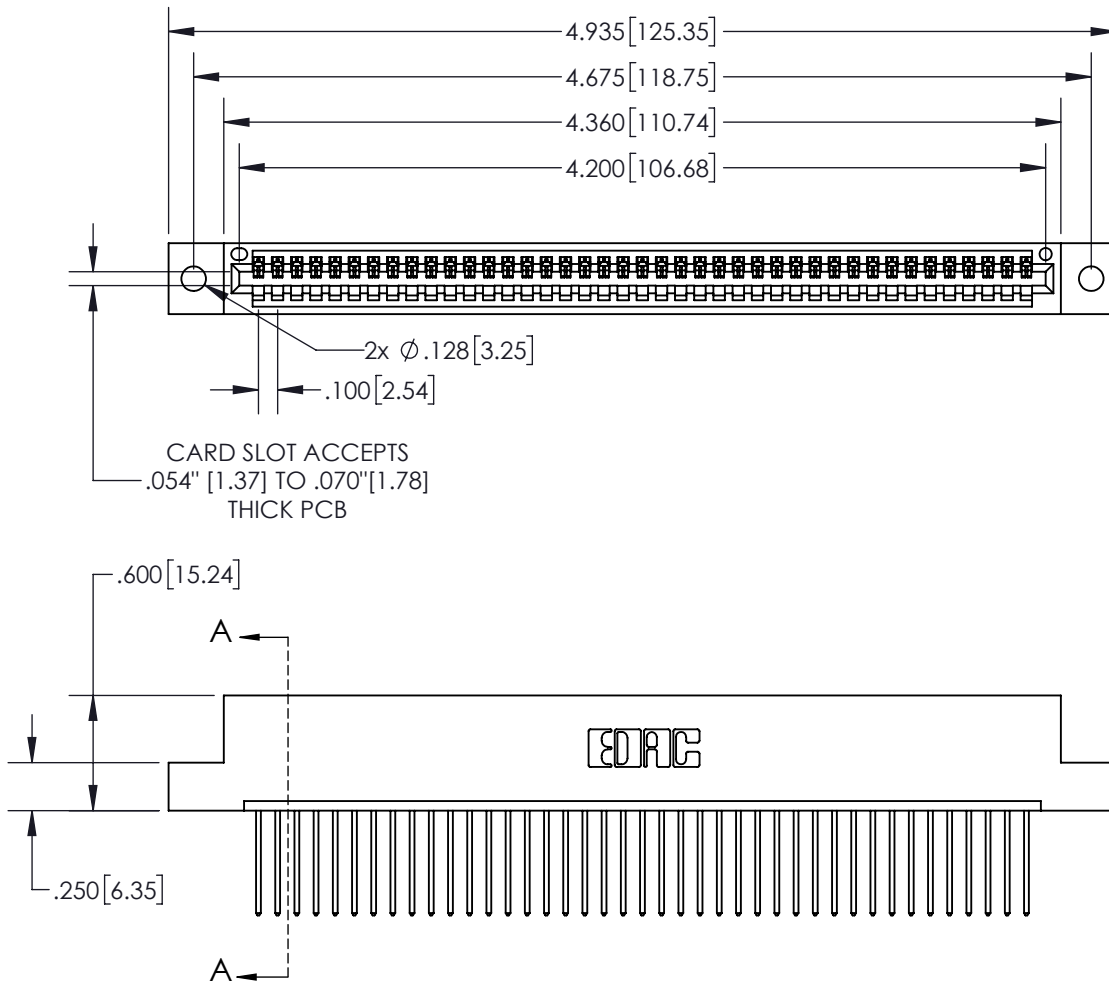 4.935[125.35]
4.675[118.75]
4.360[110.74]
4.200[106.68]
2x Ø.128[3.25]
.100[2.54]
CARD SLOT ACCEPTS
.054" [1.37] TO .070"[1.78]
THICK PCB
.600[15.24]
A
EDAC
.250[6.35]
A